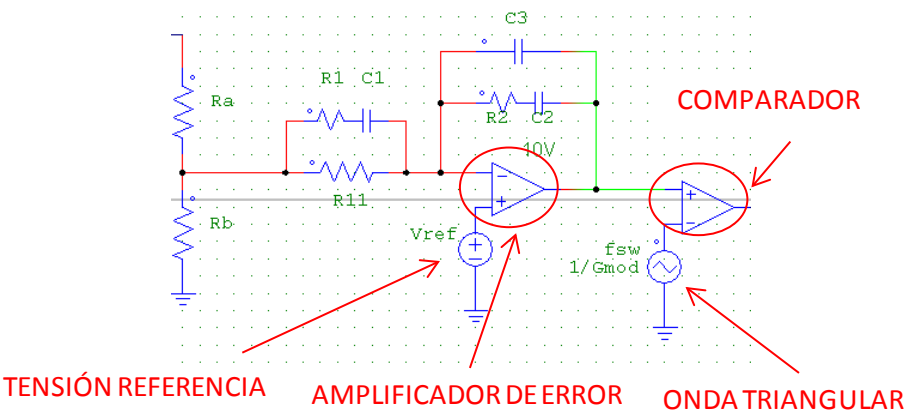 C3
R1 C1
Ra
R2 C2
COMPARADOR
10V
R11
Rb
Vref
fsw
1/Gmod
TENSIÓN REFERENCIA
AMPLIFICADOR DE ERROR
ONDA TRIANGULAR